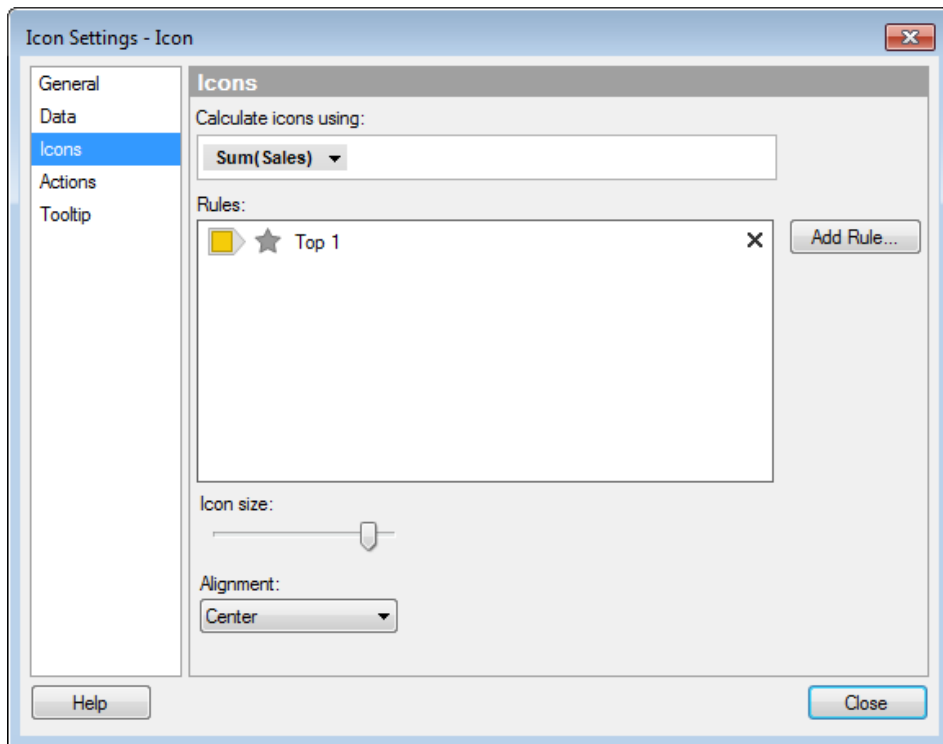 Icon Settings - Icon
General
Data
Icons
Actions
Tooltip
Icons
Calculate icons using:
Sum(Sales)
Rules:
Top 1
Add Rule...
Icon size:
Alignment:
Center
Help
Close